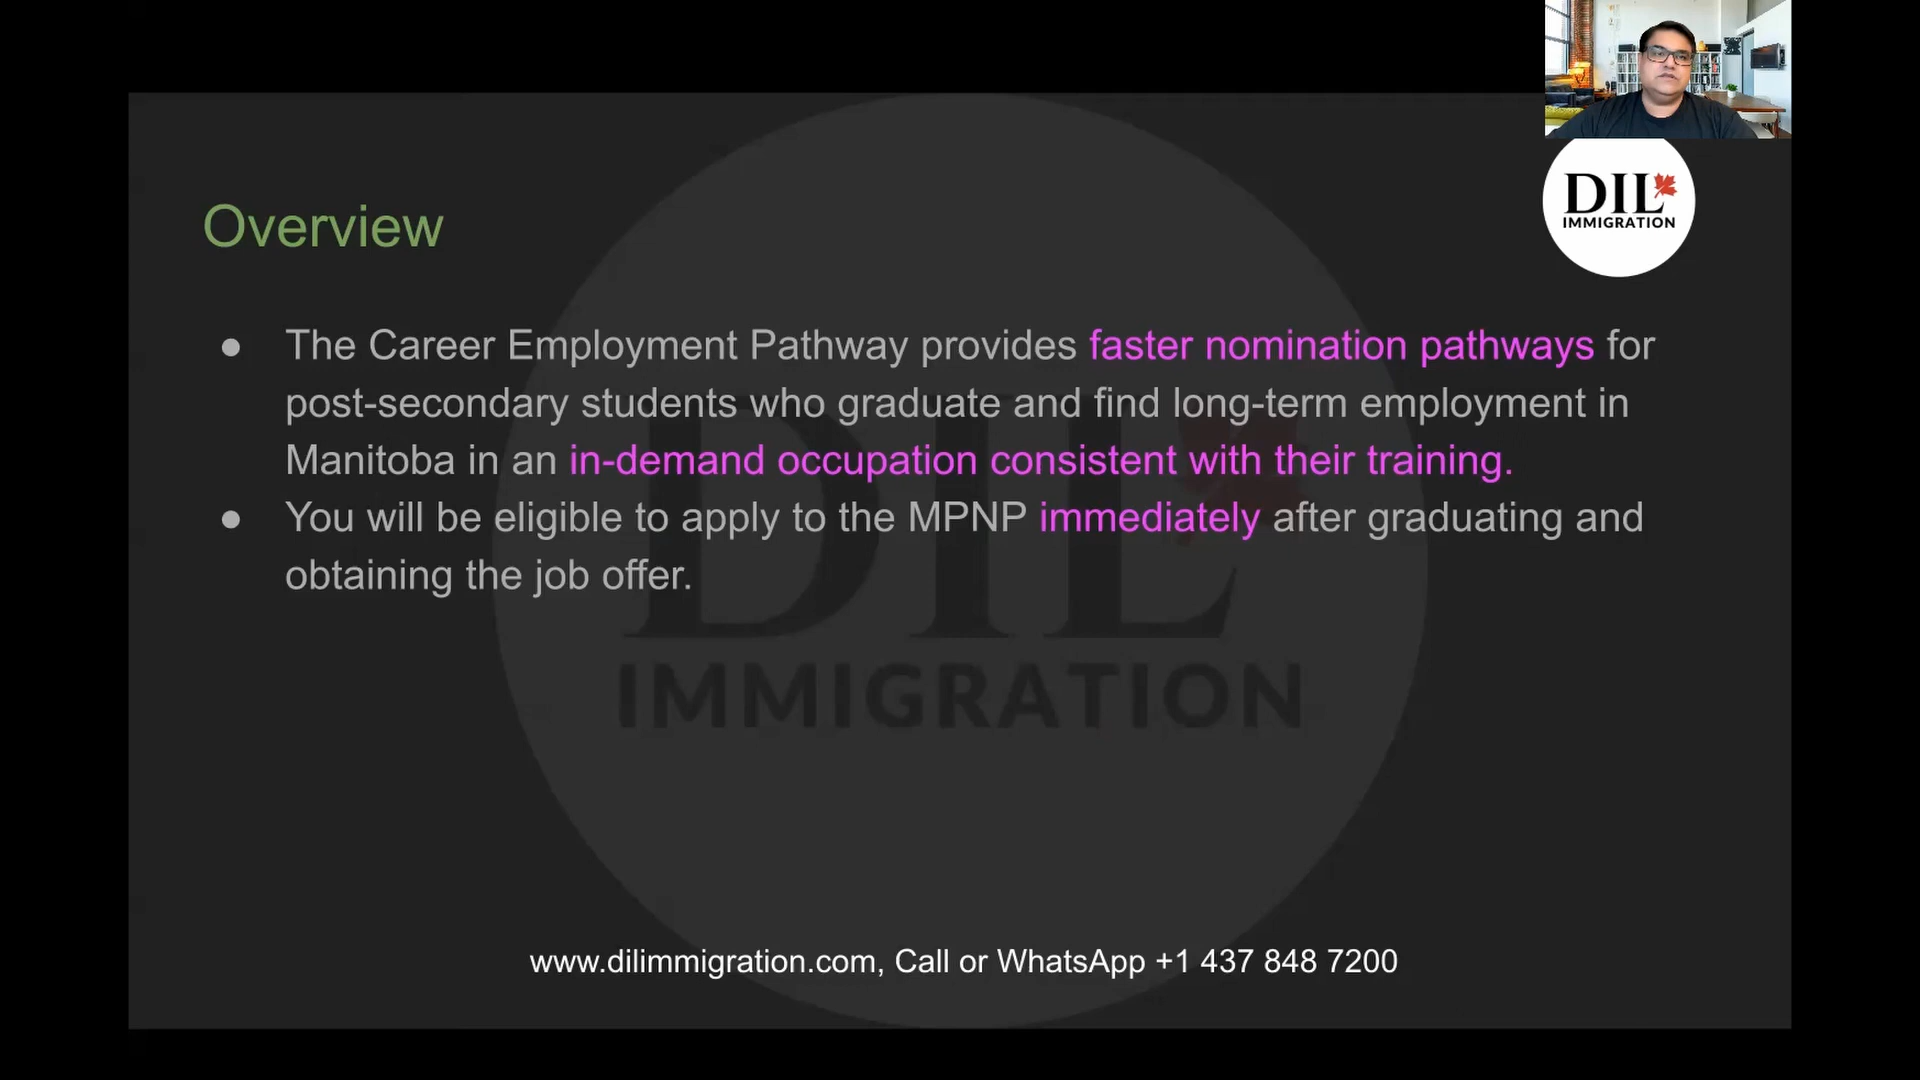 DIL
IMMIGRATION
Overview
● The Career Employment Pathway provides faster nomination pathways for
post-secondary students who graduate and find long-term employment in
Manitoba in an in-demand occupation consistent with their training.
● You will be eligible to apply to the MPNP immediately after graduating and
obtaining the job offer.
DIL
IMMIGRATION
www.dilimmigration.com, Call or WhatsApp +1 437 848 7200